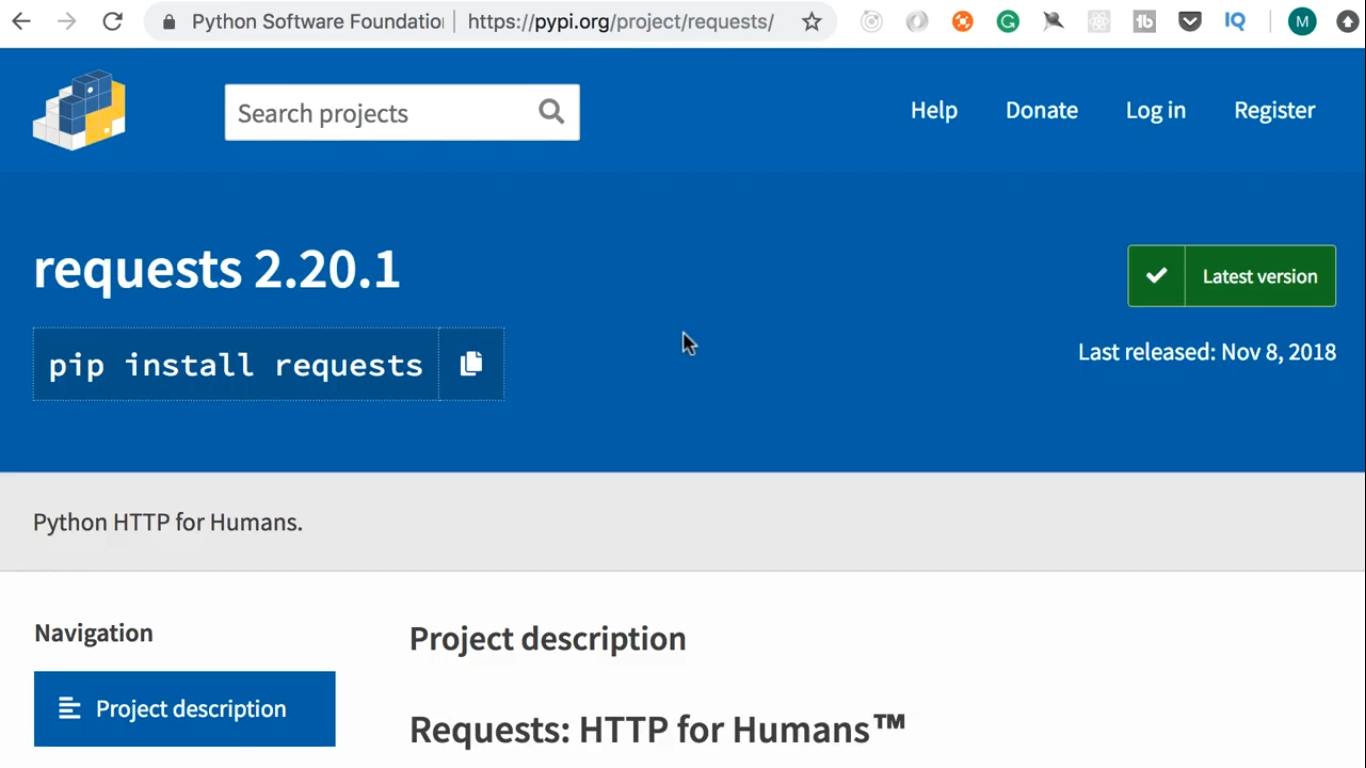 Python Software Foundation | https://pypi.org/project/requests/
M
Search projects
Help
Donate
Log in
Register
requests 2.20.1
Latest version
pip install requests
Last released: Nov 8, 2018
Python HTTP for Humans.
Navigation
Project description
Project description
Requests: HTTP for Humans™